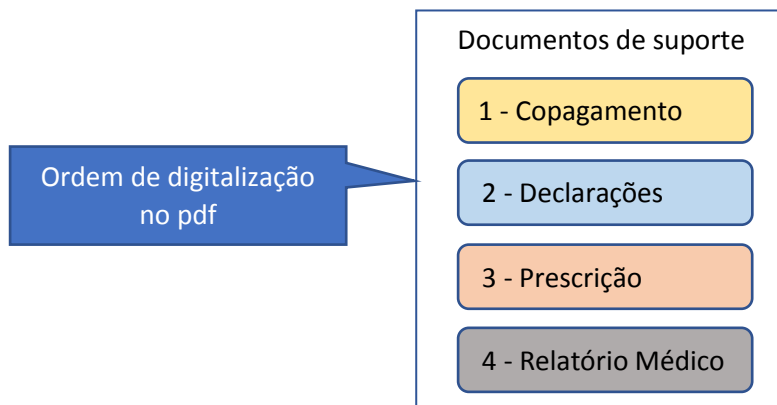 Documentos de suporte
1 - Copagamento
Ordem de digitalização
no pdf
2 - Declarações
3 - Prescrição
4 - Relatório Médico